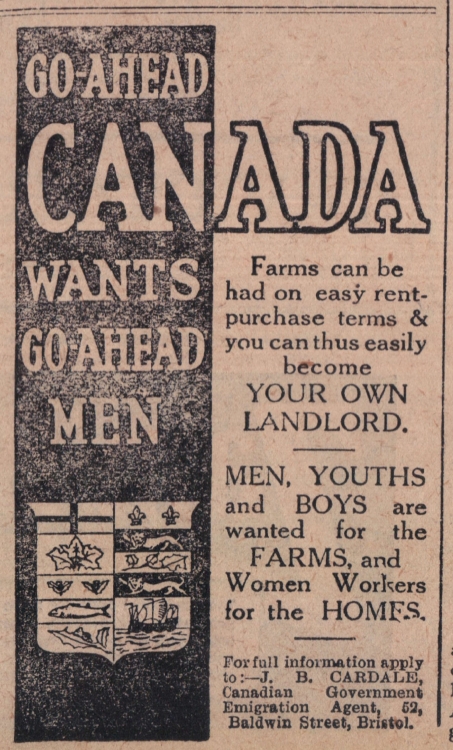 GO-AHEAD
CANADA
WANTS
GO AHEAD
MEN
Farms can be
had on easy rent-
purchase terms &
you can thus easily
become
YOUR OWN
LANDLORD.
MEN, YOUTHS
and BOYS are
wanted for the
FARMS, and
Women Workers
for the HOMES.
For full information apply
to:—J. B. CARDALE,
Canadian Government
Emigration Agent, 52,
Baldwin Street, Bristol.